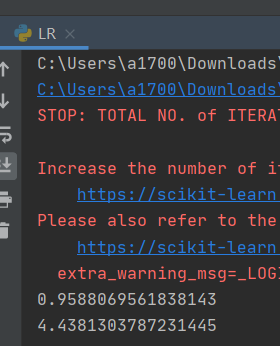 LR
C:\Users\a1700\Downloads\
C:\Users\a1700\Downloads\
STOP: TOTAL NO. of ITERAT
Increase the number of it
https://scikit-learn
Please also refer to the
https://scikit-learn
extra_warning_msg=_LOGI
0.9588069561838143
4.4381303787231445